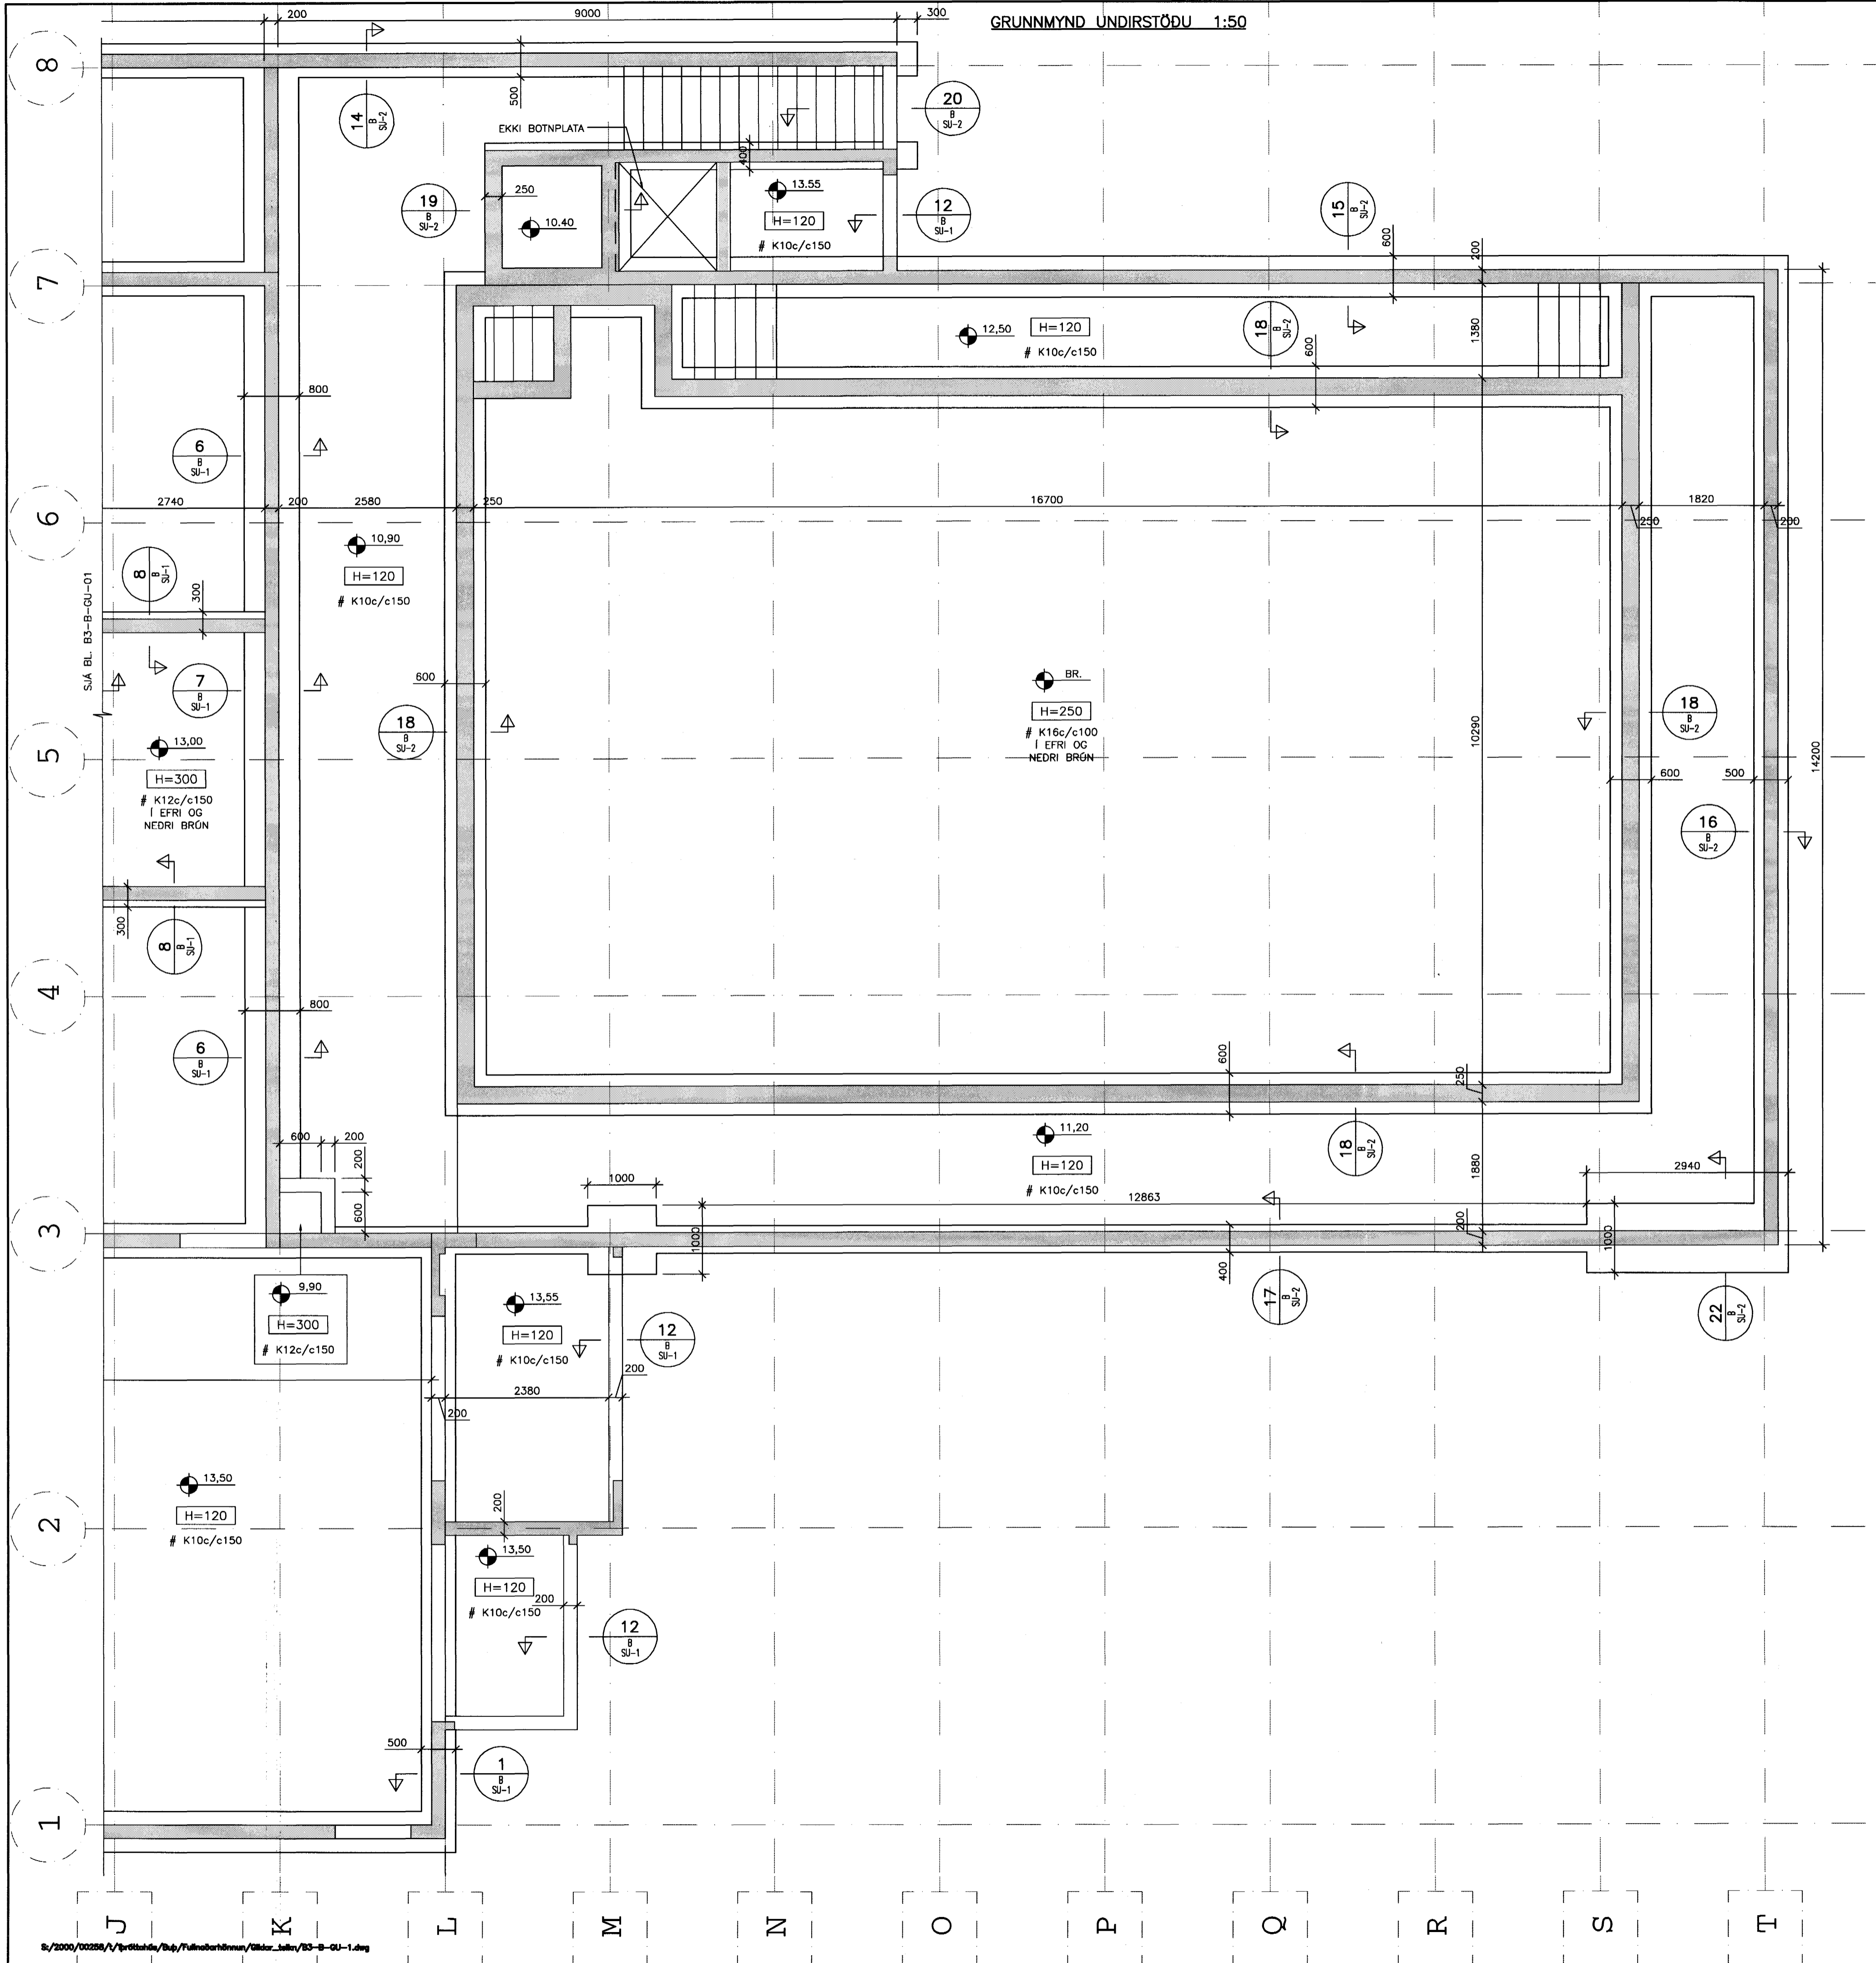 GRUNNMYND UNDIRSTÖÐU 1:50
200
9000
300
8
500
14
B
SU-2
20
B
SU-2
EKKI BOTNPLATA
400
250
19
B
SU-2
10.40
13.55
H=120
# K10c/c150
12
B
SU-1
15
B
SU-2
600
200
7
12,50
H=120
# K10c/c150
18
B
SU-2
1380
600
800
6
B
SU-1
6
2740
200
2580
250
16700
250
1820
200
10,90
H=120
# K10c/c150
8
B
SU-1
300
SJÁ BL. B3-B-GU-01
7
B
SU-1
600
18
B
SU-2
BR.
H=250
# K16c/c100
Í EFRI OG
NEÐRI BRÚN
10290
18
B
SU-2
14200
5
13,00
H=300
# K12c/c150
Í EFRI OG
NEÐRI BRÚN
600
500
16
B
SU-2
300
8
B
SU-1
4
800
6
B
SU-1
600
250
11,20
H=120
# K10c/c150
18
B
SU-2
1880
600
200
200
600
1000
12863
2940
3
1000
200
1000
400
17
B
SU-2
22
B
SU-2
9,90
H=300
# K12c/c150
13,55
H=120
# K10c/c150
12
B
SU-1
200
2380
200
13,50
H=120
# K10c/c150
2
200
13,50
H=120
# K10c/c150
200
12
B
SU-1
500
1
B
SU-1
1
J
K
L
M
N
O
P
Q
R
S
T